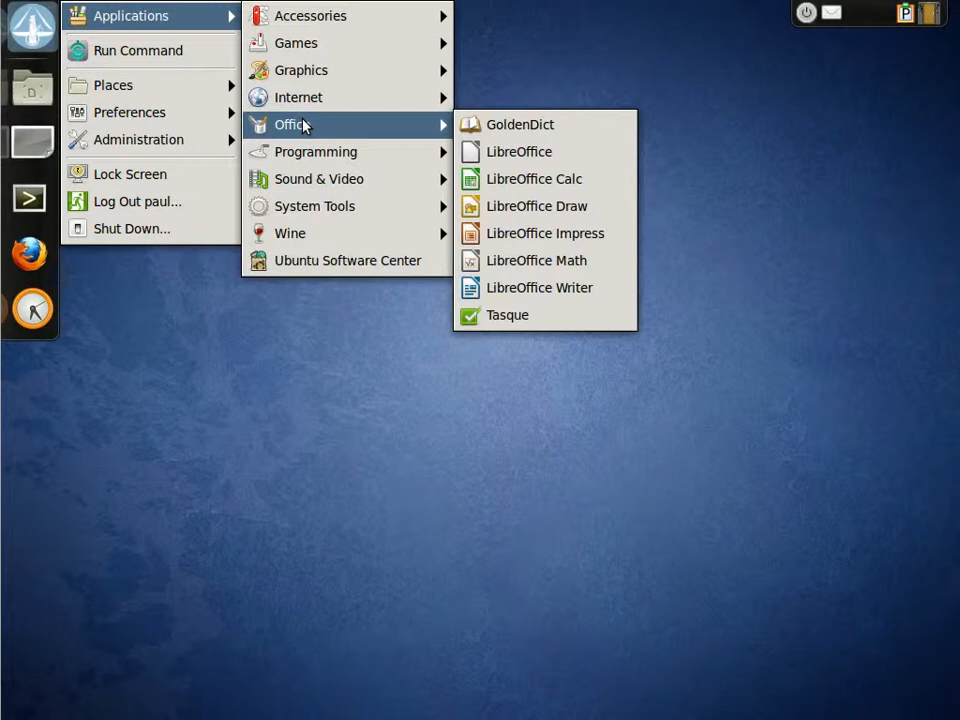 Applications
Run Command
Places
Preferences
Administration
Lock Screen
Log Out paul...
Shut Down...
Accessories
Games
Graphics
Internet
Offic
Programming
Sound & Video
System Tools
Wine
Ubuntu Software Center
GoldenDict
LibreOffice
LibreOffice Calc
LibreOffice Draw
LibreOffice Impress
LibreOffice Math
LibreOffice Writer
Tasque
D
P